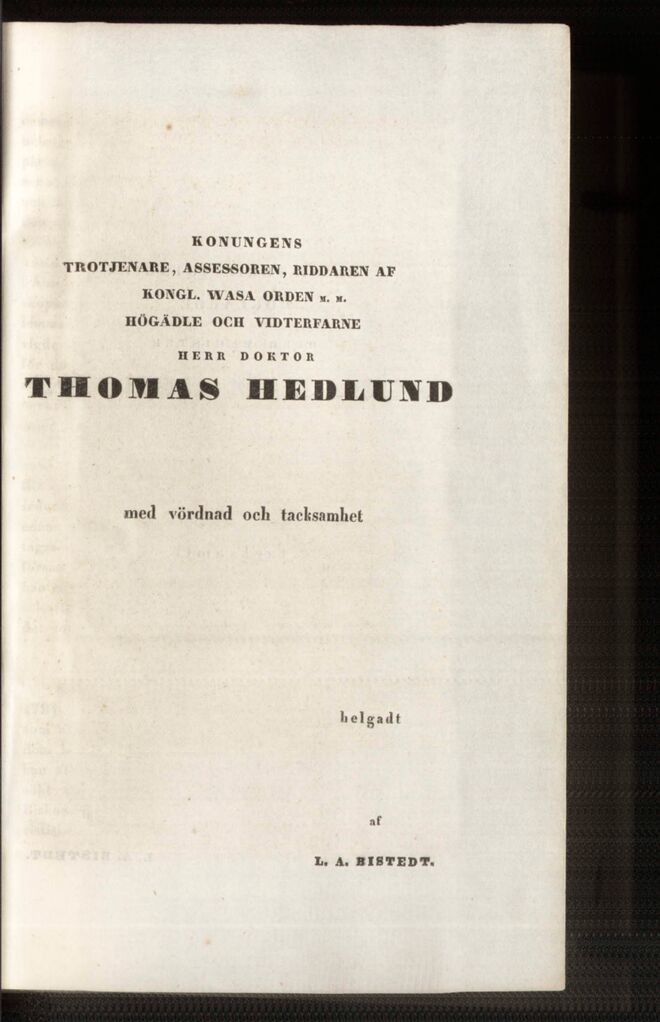 KONUNGENS
TROTJENARE, ASSESSOREN, RIDDAREN AF
KONGL. WASA ORDEN M. M.
HÖGÄDLE OCH VIDTERFARNE
HERR DOKTOR
THOMAS HEDLUND
med vördnad och tacksamhet
helgadt
af
L. A. BISTEDT.